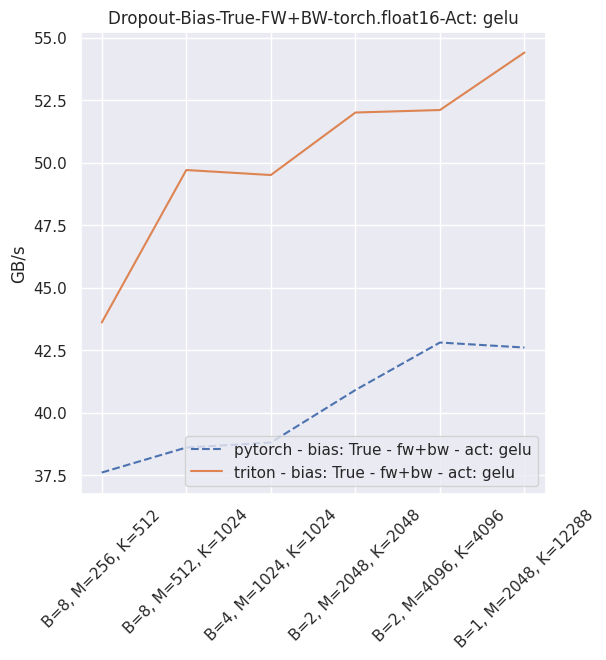 Dropout-Bias-True-FW+BW-torch.float16-Act: gelu
55.0
52.5
50.0
47.5
45.0
42.5
40.0
37.5
GB/s
pytorch - bias: True - fw+bw - act: gelu
triton - bias: True - fw+bw - act: gelu
B=8, M=256, K=512
B=8, M=512, K=1024
B=4, M=1024, K=1024
B=2, M=2048, K=2048
B=2, M=4096, K=4096
B=1, M=2048, K=12288